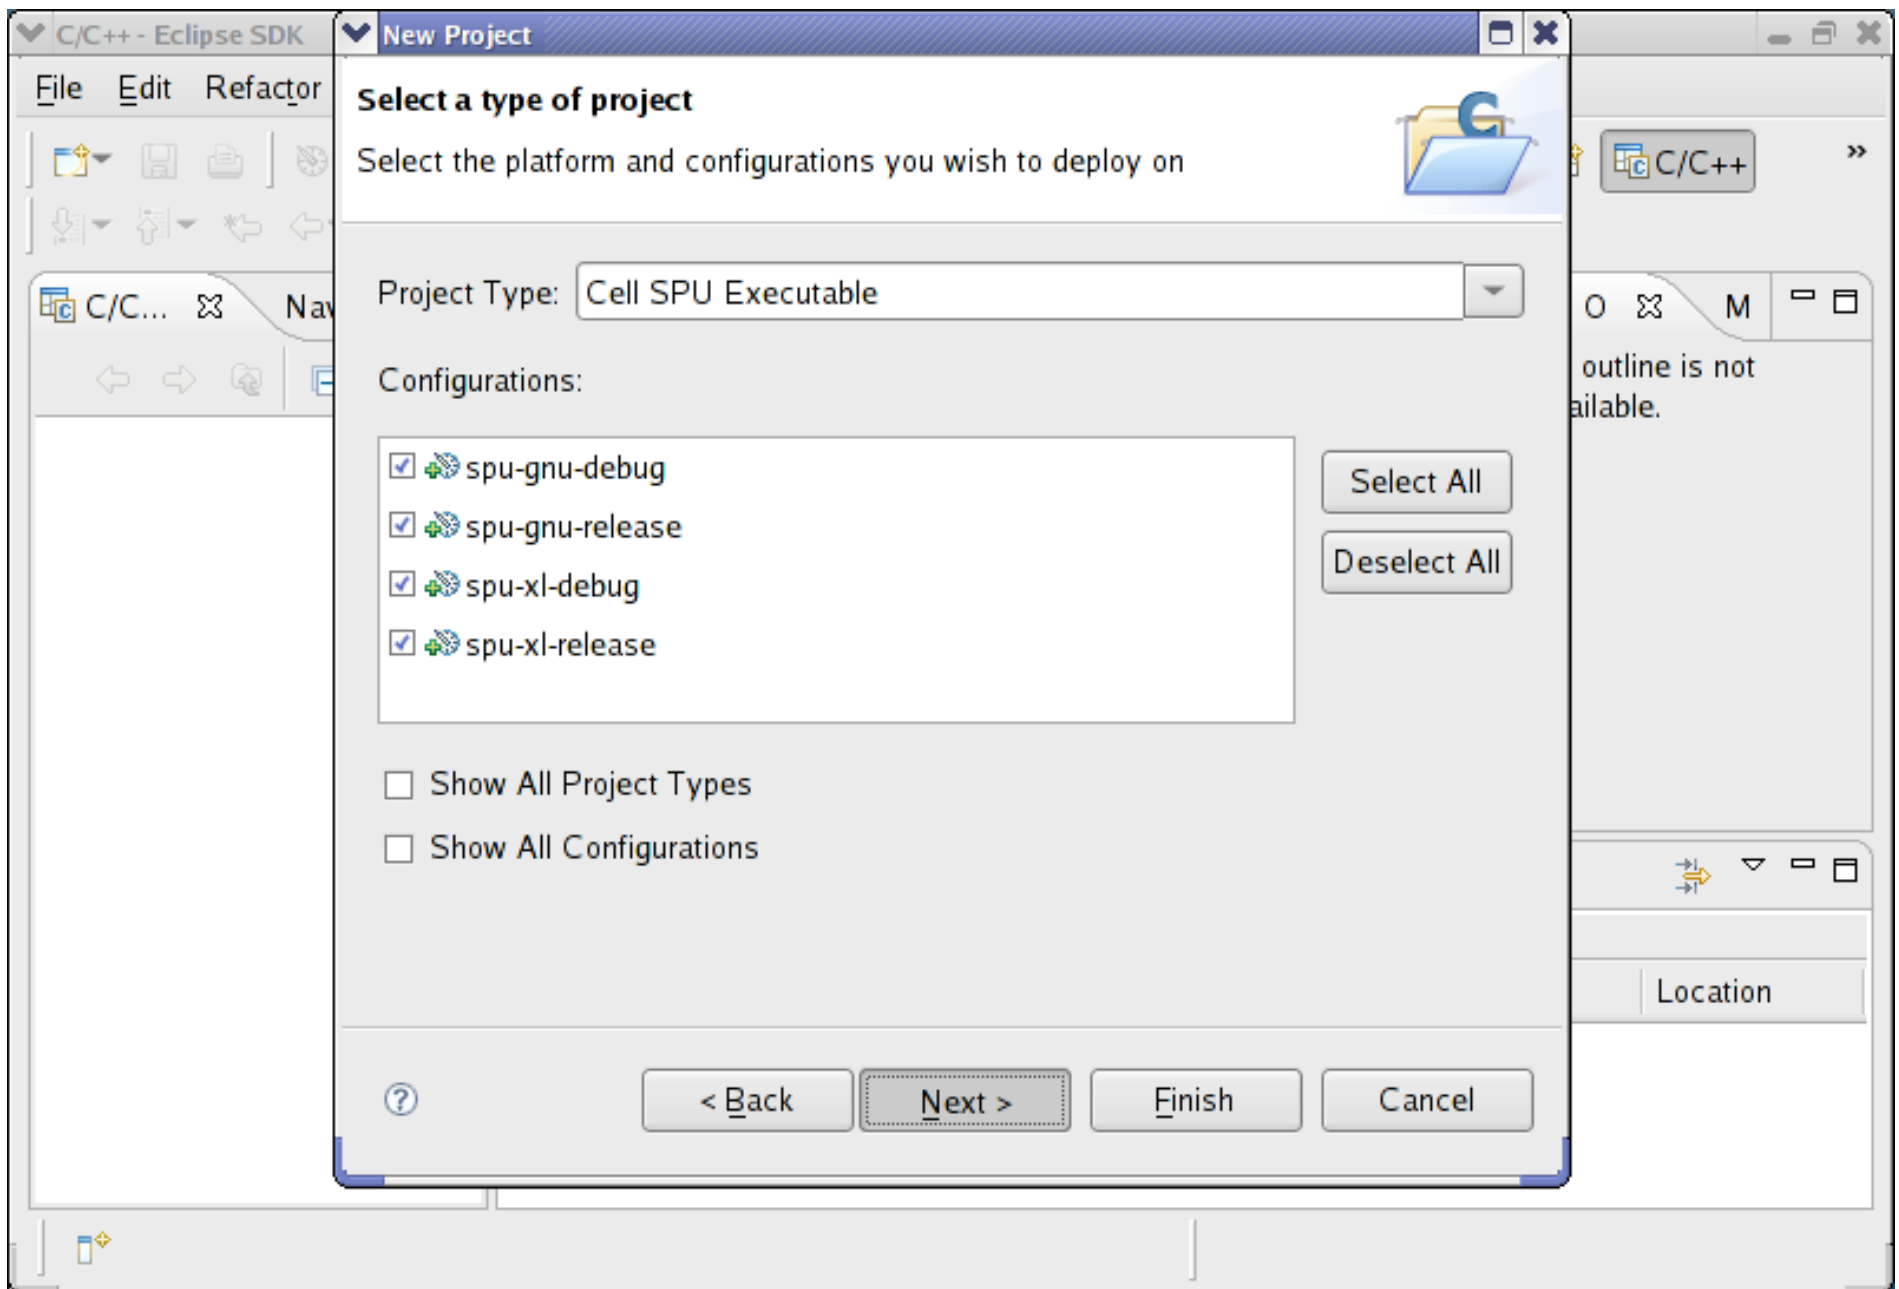 C/C++ - Eclipse SDK
New Project
File Edit Refactor
Select a type of project
Select the platform and configurations you wish to deploy on
C/C++
»
C/C...
Nav
O
M
Project Type: Cell SPU Executable
outline is not
ailable.
Configurations:
spu-gnu-debug
spu-gnu-release
spu-xl-debug
spu-xl-release
Select All
Deselect All
Show All Project Types
Show All Configurations
Location
? < Back Next > Finish Cancel